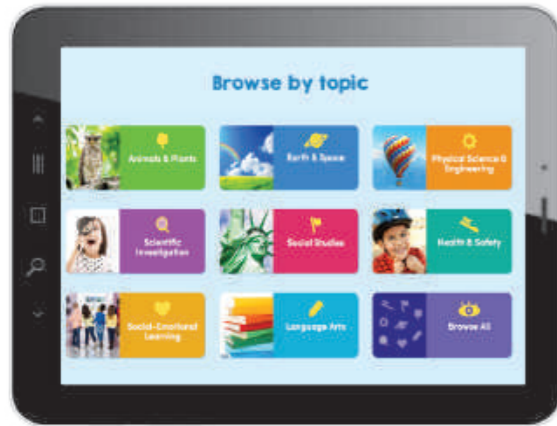 Browse by topic
Animals & Plants
Earth & Space
Physical Science &
Engineering
Scientific
Investigation
Social Studies
Health & Safety
Social-Emotional
Learning
Language Arts
Browse All